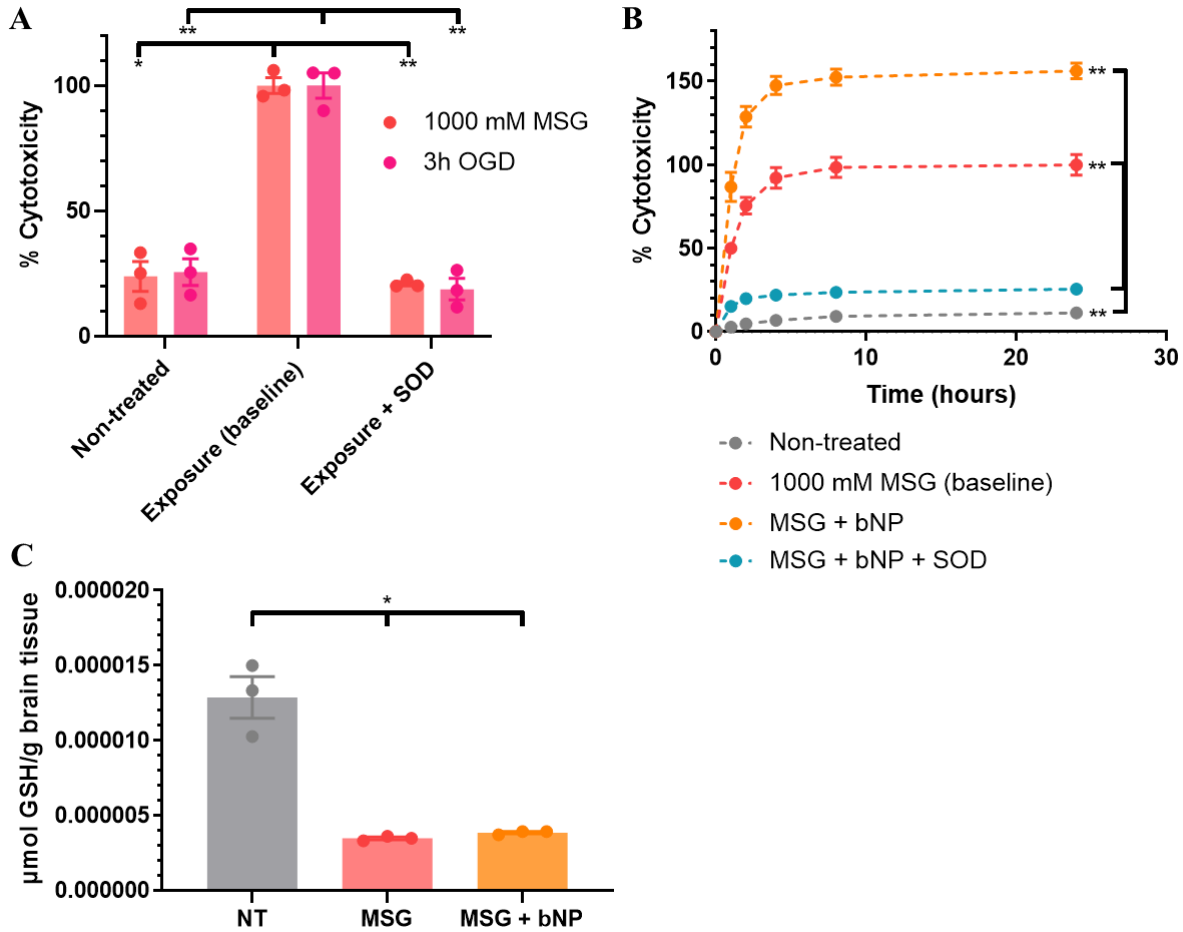 A
% Cytotoxicity
100
50
0
** **
* **
1000 mM MSG
3h OGD
Non-treated
Exposure (baseline)
Exposure + SOD
B
% Cytotoxicity
150
100
50
0
**
**
**
0 10 20 30
Time (hours)
Non-treated
1000 mM MSG (baseline)
MSG + bNP
MSG + bNP + SOD
C
µmol GSH/g brain tissue
0.000020
0.000015
0.000010
0.000005
0.000000
*
NT MSG MSG + bNP